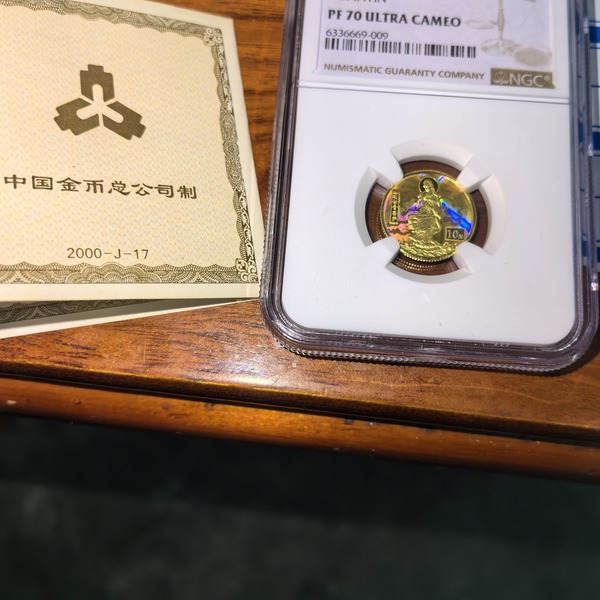 中国金币总公司制
2000-J-17
PF 70 ULTRA CAMEO
6336669-009
NUMISMATIC GUARANTY COMPANY
NGC
10元